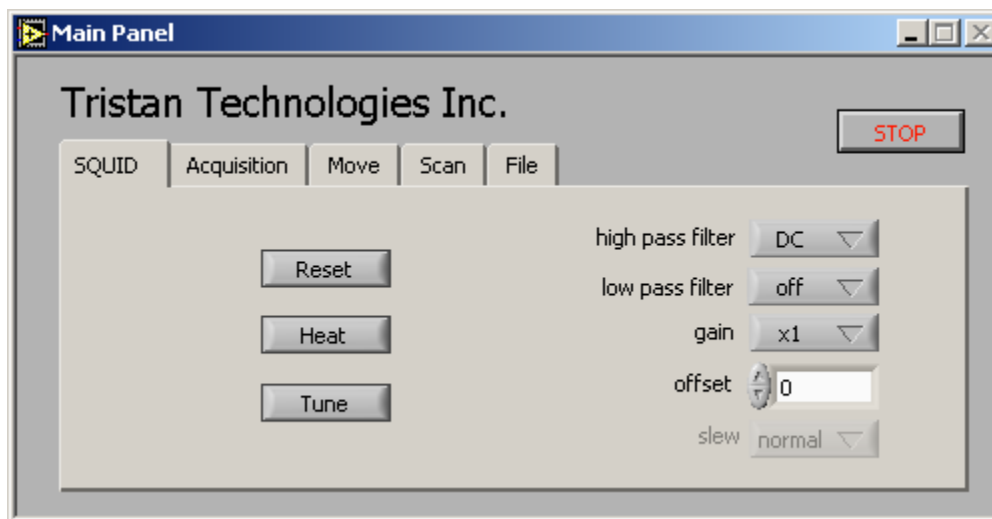 Main Panel
Tristan Technologies Inc.
STOP
SQUID Acquisition Move Scan File
Reset
Heat
Tune
high pass filter DC
low pass filter off
gain x1
offset 0
slew normal